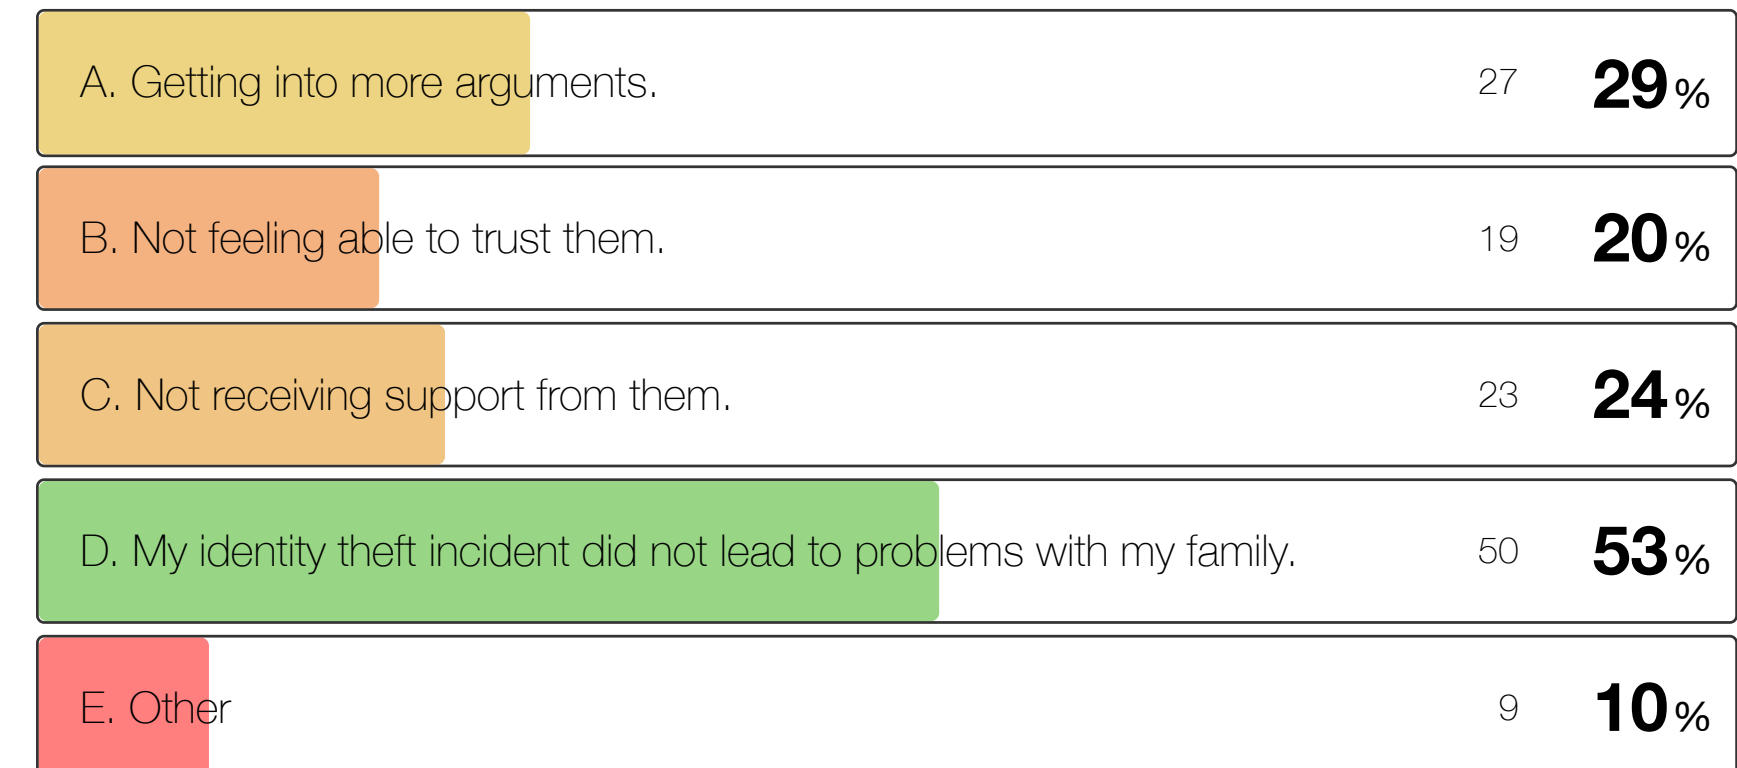 A. Getting into more arguments. 27 29%
B. Not feeling able to trust them. 19 20%
C. Not receiving support from them. 23 24%
D. My identity theft incident did not lead to problems with my family. 50 53%
E. Other 9 10%